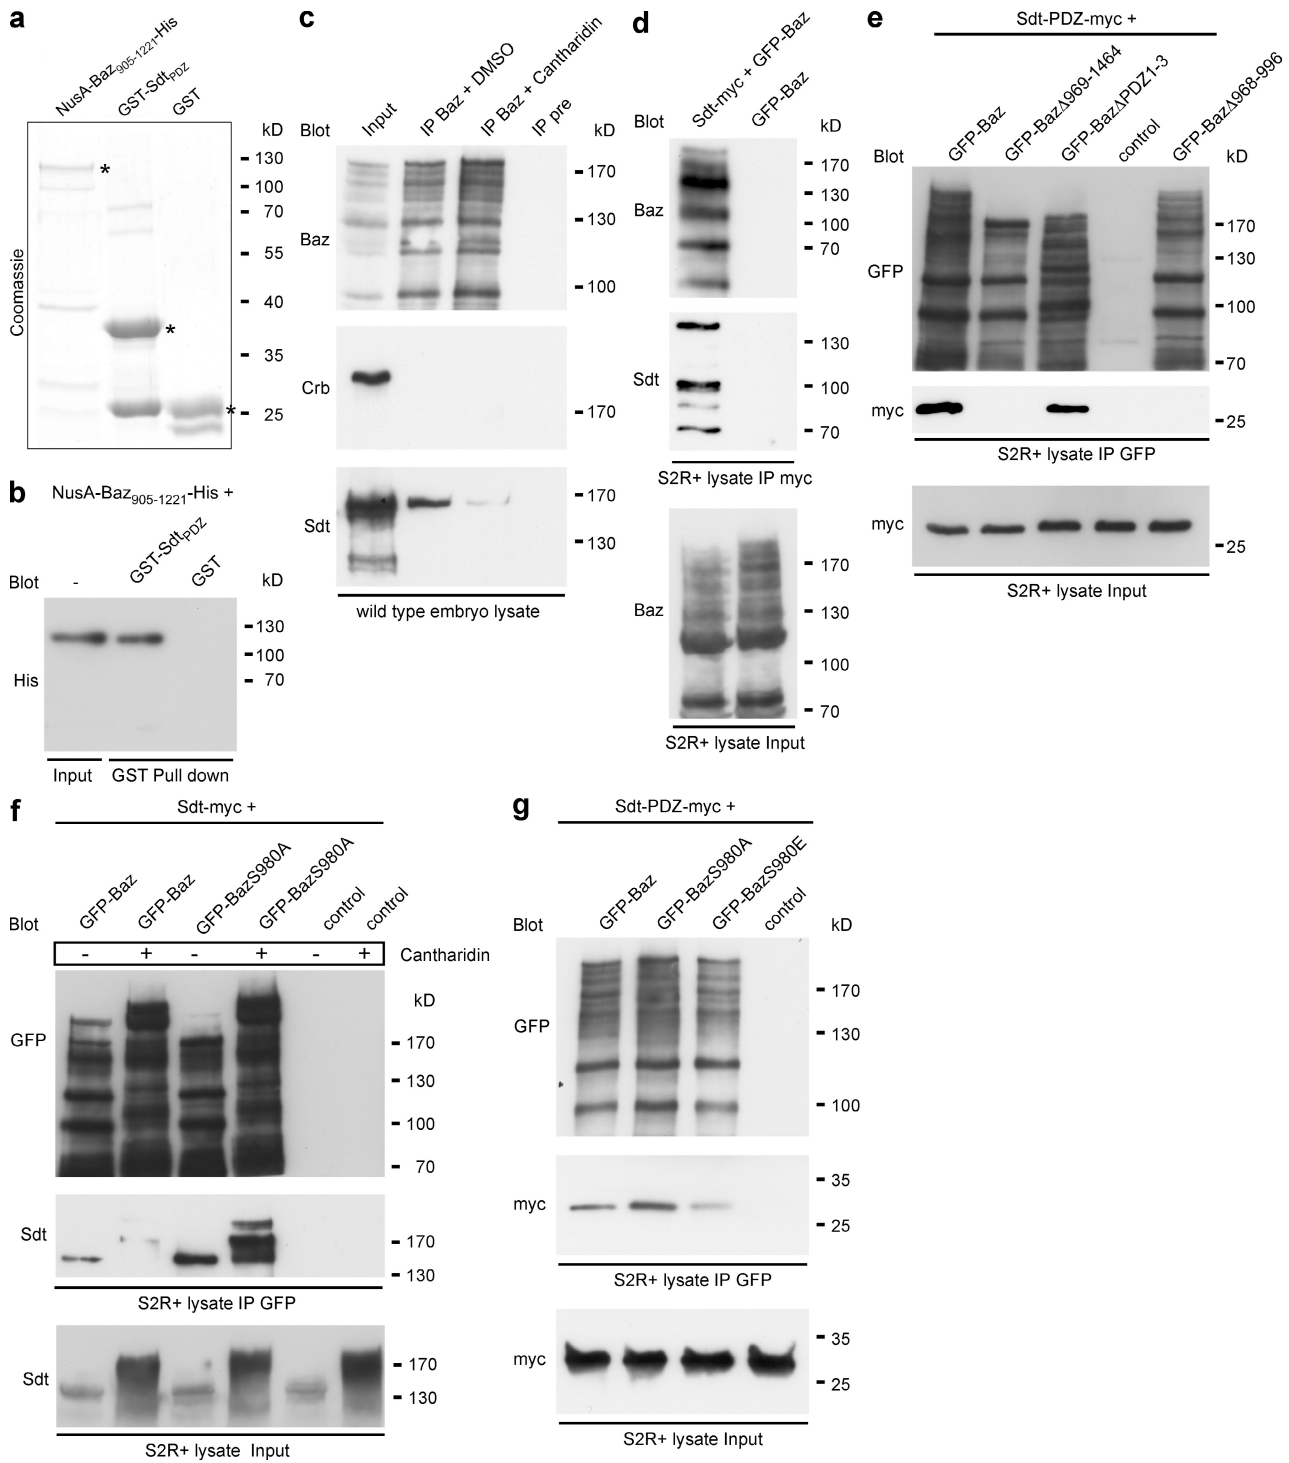 a
NusA-Baz905-1221-His
GST-SdtPDZ
GST
kD
130
100
70
55
40
35
25
Coomassie
*
*
*
b
NusA-Baz905-1221-His +
Blot
-
GST-SdtPDZ
GST
kD
130
100
70
His
Input
GST Pull down
c
Blot
Input
IP Baz + DMSO
IP Baz + Cantharidin
IP pre
kD
Baz
170
130
100
Crb
170
Sdt
170
130
wild type embryo lysate
d
Blot
Sdt-myc + GFP-Baz
GFP-Baz
kD
Baz
170
130
100
70
Sdt
130
100
70
S2R+ lysate IP myc
Baz
170
130
100
70
S2R+ lysate Input
e
Sdt-PDZ-myc +
Blot
GFP-Baz
GFP-BazΔ969-1464
GFP-BazΔPDZ1-3
control
GFP-BazΔ968-996
kD
GFP
170
130
100
70
myc
25
S2R+ lysate IP GFP
myc
25
S2R+ lysate Input
f
Sdt-myc +
Blot
GFP-Baz
GFP-Baz
GFP-BazS980A
GFP-BazS980A
control
control
- + - + - + Cantharidin
kD
GFP
170
130
100
70
Sdt
170
130
S2R+ lysate IP GFP
Sdt
170
130
S2R+ lysate Input
g
Sdt-PDZ-myc +
Blot
GFP-Baz
GFP-BazS980A
GFP-BazS980E
control
kD
GFP
170
130
100
myc
35
25
S2R+ lysate IP GFP
myc
35
25
S2R+ lysate Input